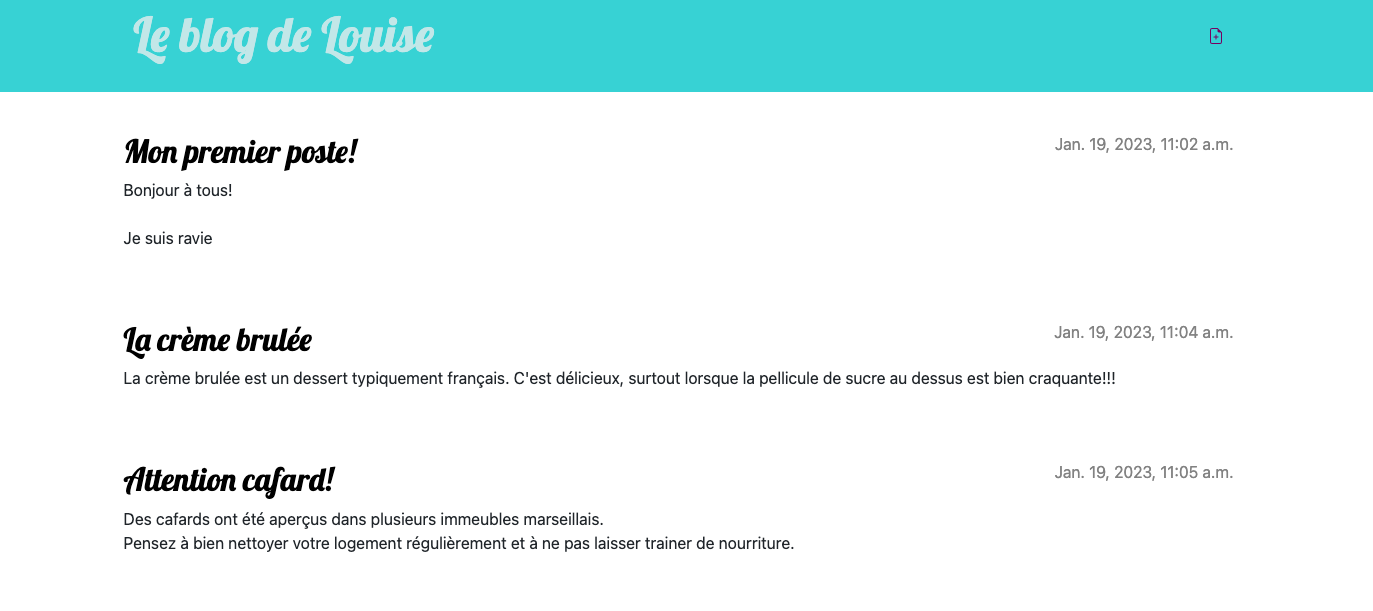 Le blog de Louise
Mon premier poste!
Jan. 19, 2023, 11:02 a.m.
Bonjour à tous!
Je suis ravie
La crème brulée
Jan. 19, 2023, 11:04 a.m.
La crème brulée est un dessert typiquement français. C'est délicieux, surtout lorsque la pellicule de sucre au dessus est bien craquante!!!
Attention cafard!
Jan. 19, 2023, 11:05 a.m.
Des cafards ont été aperçus dans plusieurs immeubles marseillais.
Pensez à bien nettoyer votre logement régulièrement et à ne pas laisser trainer de nourriture.